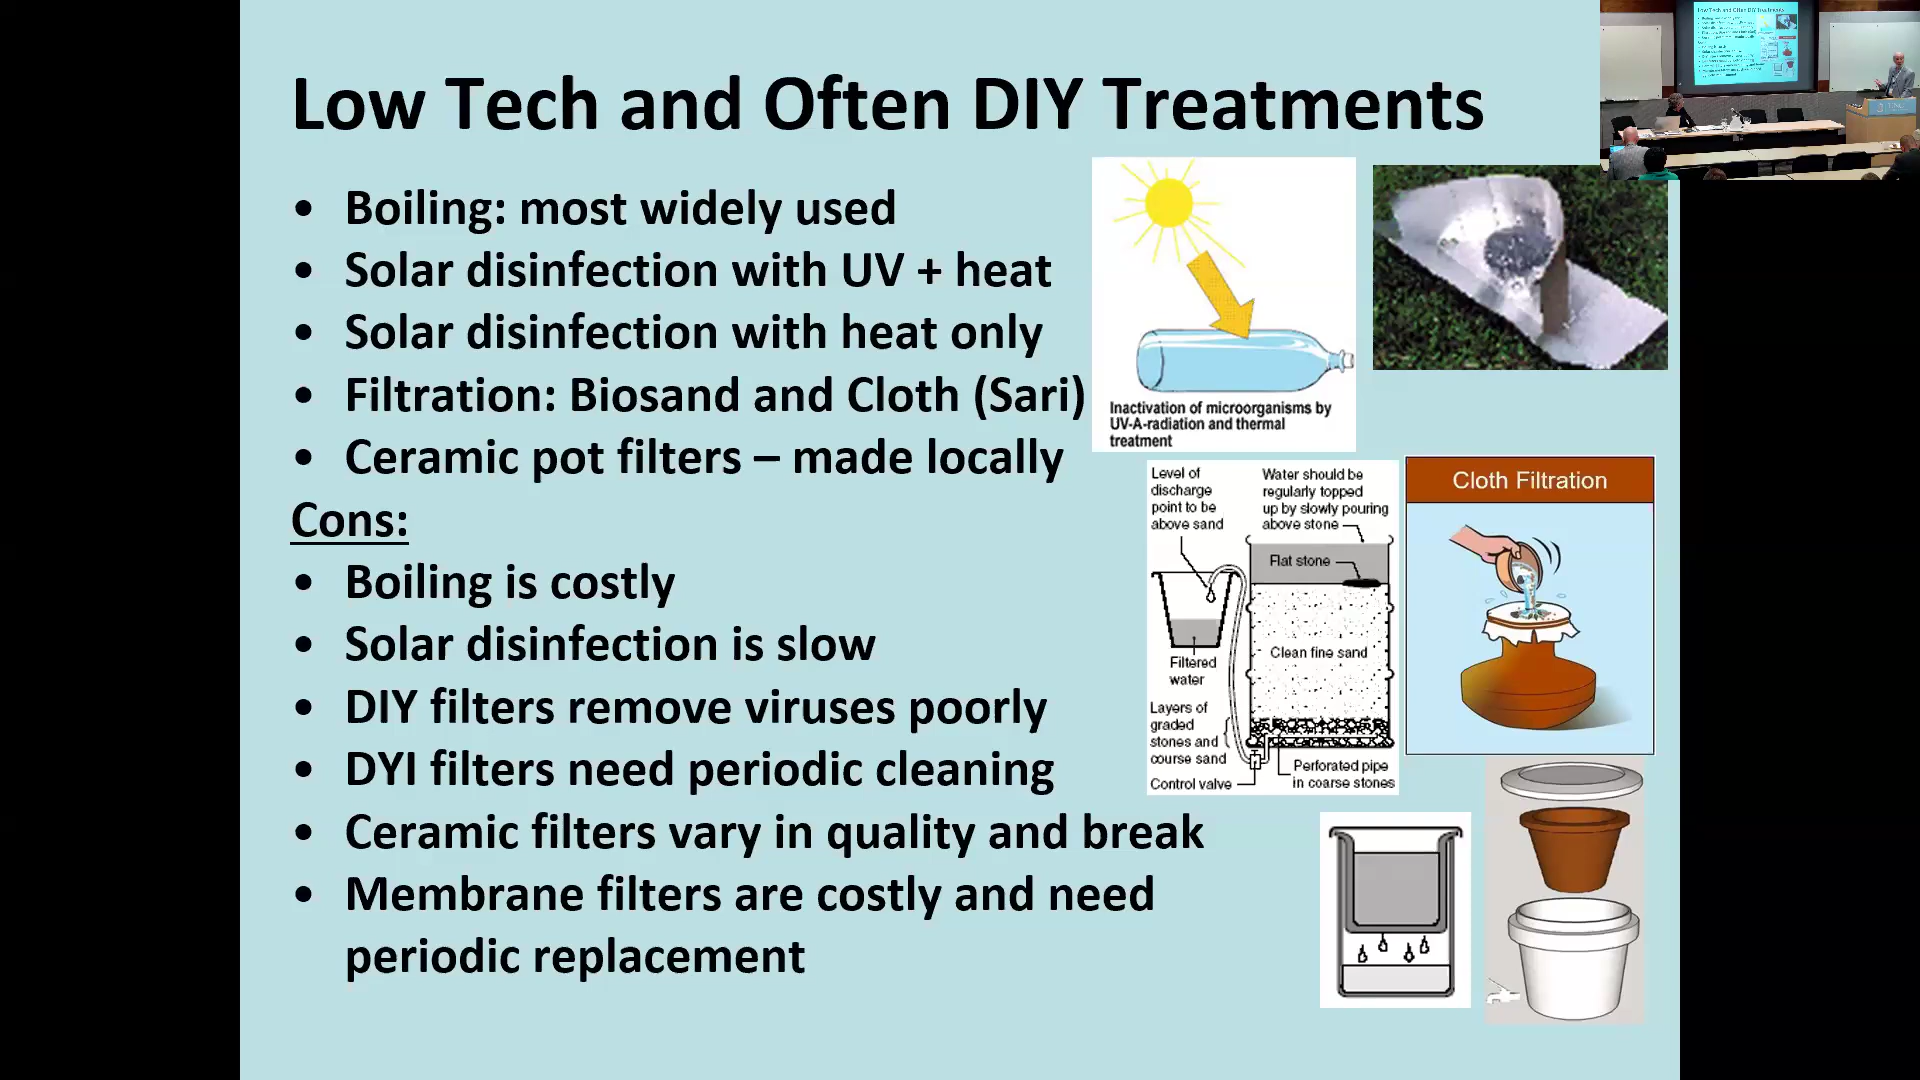 Low Tech and Often DIY Treatments
• Boiling: most widely used
• Solar disinfection with UV + heat
• Solar disinfection with heat only
• Filtration: Biosand and Cloth (Sari)
• Ceramic pot filters – made locally
Cons:
• Boiling is costly
• Solar disinfection is slow
• DIY filters remove viruses poorly
• DYI filters need periodic cleaning
• Ceramic filters vary in quality and break
• Membrane filters are costly and need
periodic replacement
Inactivation of microorganisms by
UV-A-radiation and thermal
treatment
Level of
discharge
point to be
above sand
Water should be
regularly topped
up by slowly pouring
above stone
Flat stone
Clean fine sand
Filtered
water
Layers of
graded
stones and
course sand
Control valve
Perforated pipe
in coarse stones
Cloth Filtration
Low Tech and Often DIY Treatments